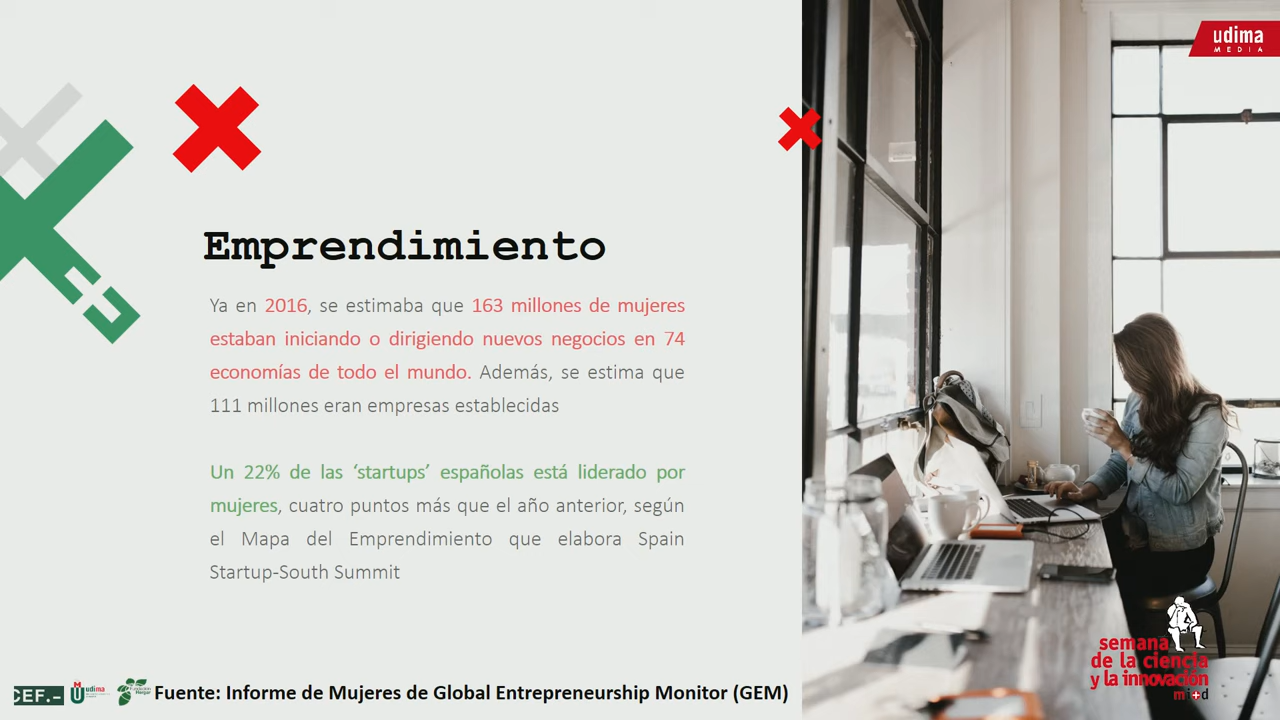 udima
MEDIA
Emprendimiento
Ya en 2016, se estimaba que 163 millones de mujeres
estaban iniciando o dirigiendo nuevos negocios en 74
economías de todo el mundo. Además, se estima que
111 millones eran empresas establecidas
Un 22% de las ‘startups’ españolas está liderado por
mujeres, cuatro puntos más que el año anterior, según
el Mapa del Emprendimiento que elabora Spain
Startup-South Summit
semana
de la ciencia
y la innovación
mi+d
CEF.-
udima
Fuente: Informe de Mujeres de Global Entrepreneurship Monitor (GEM)